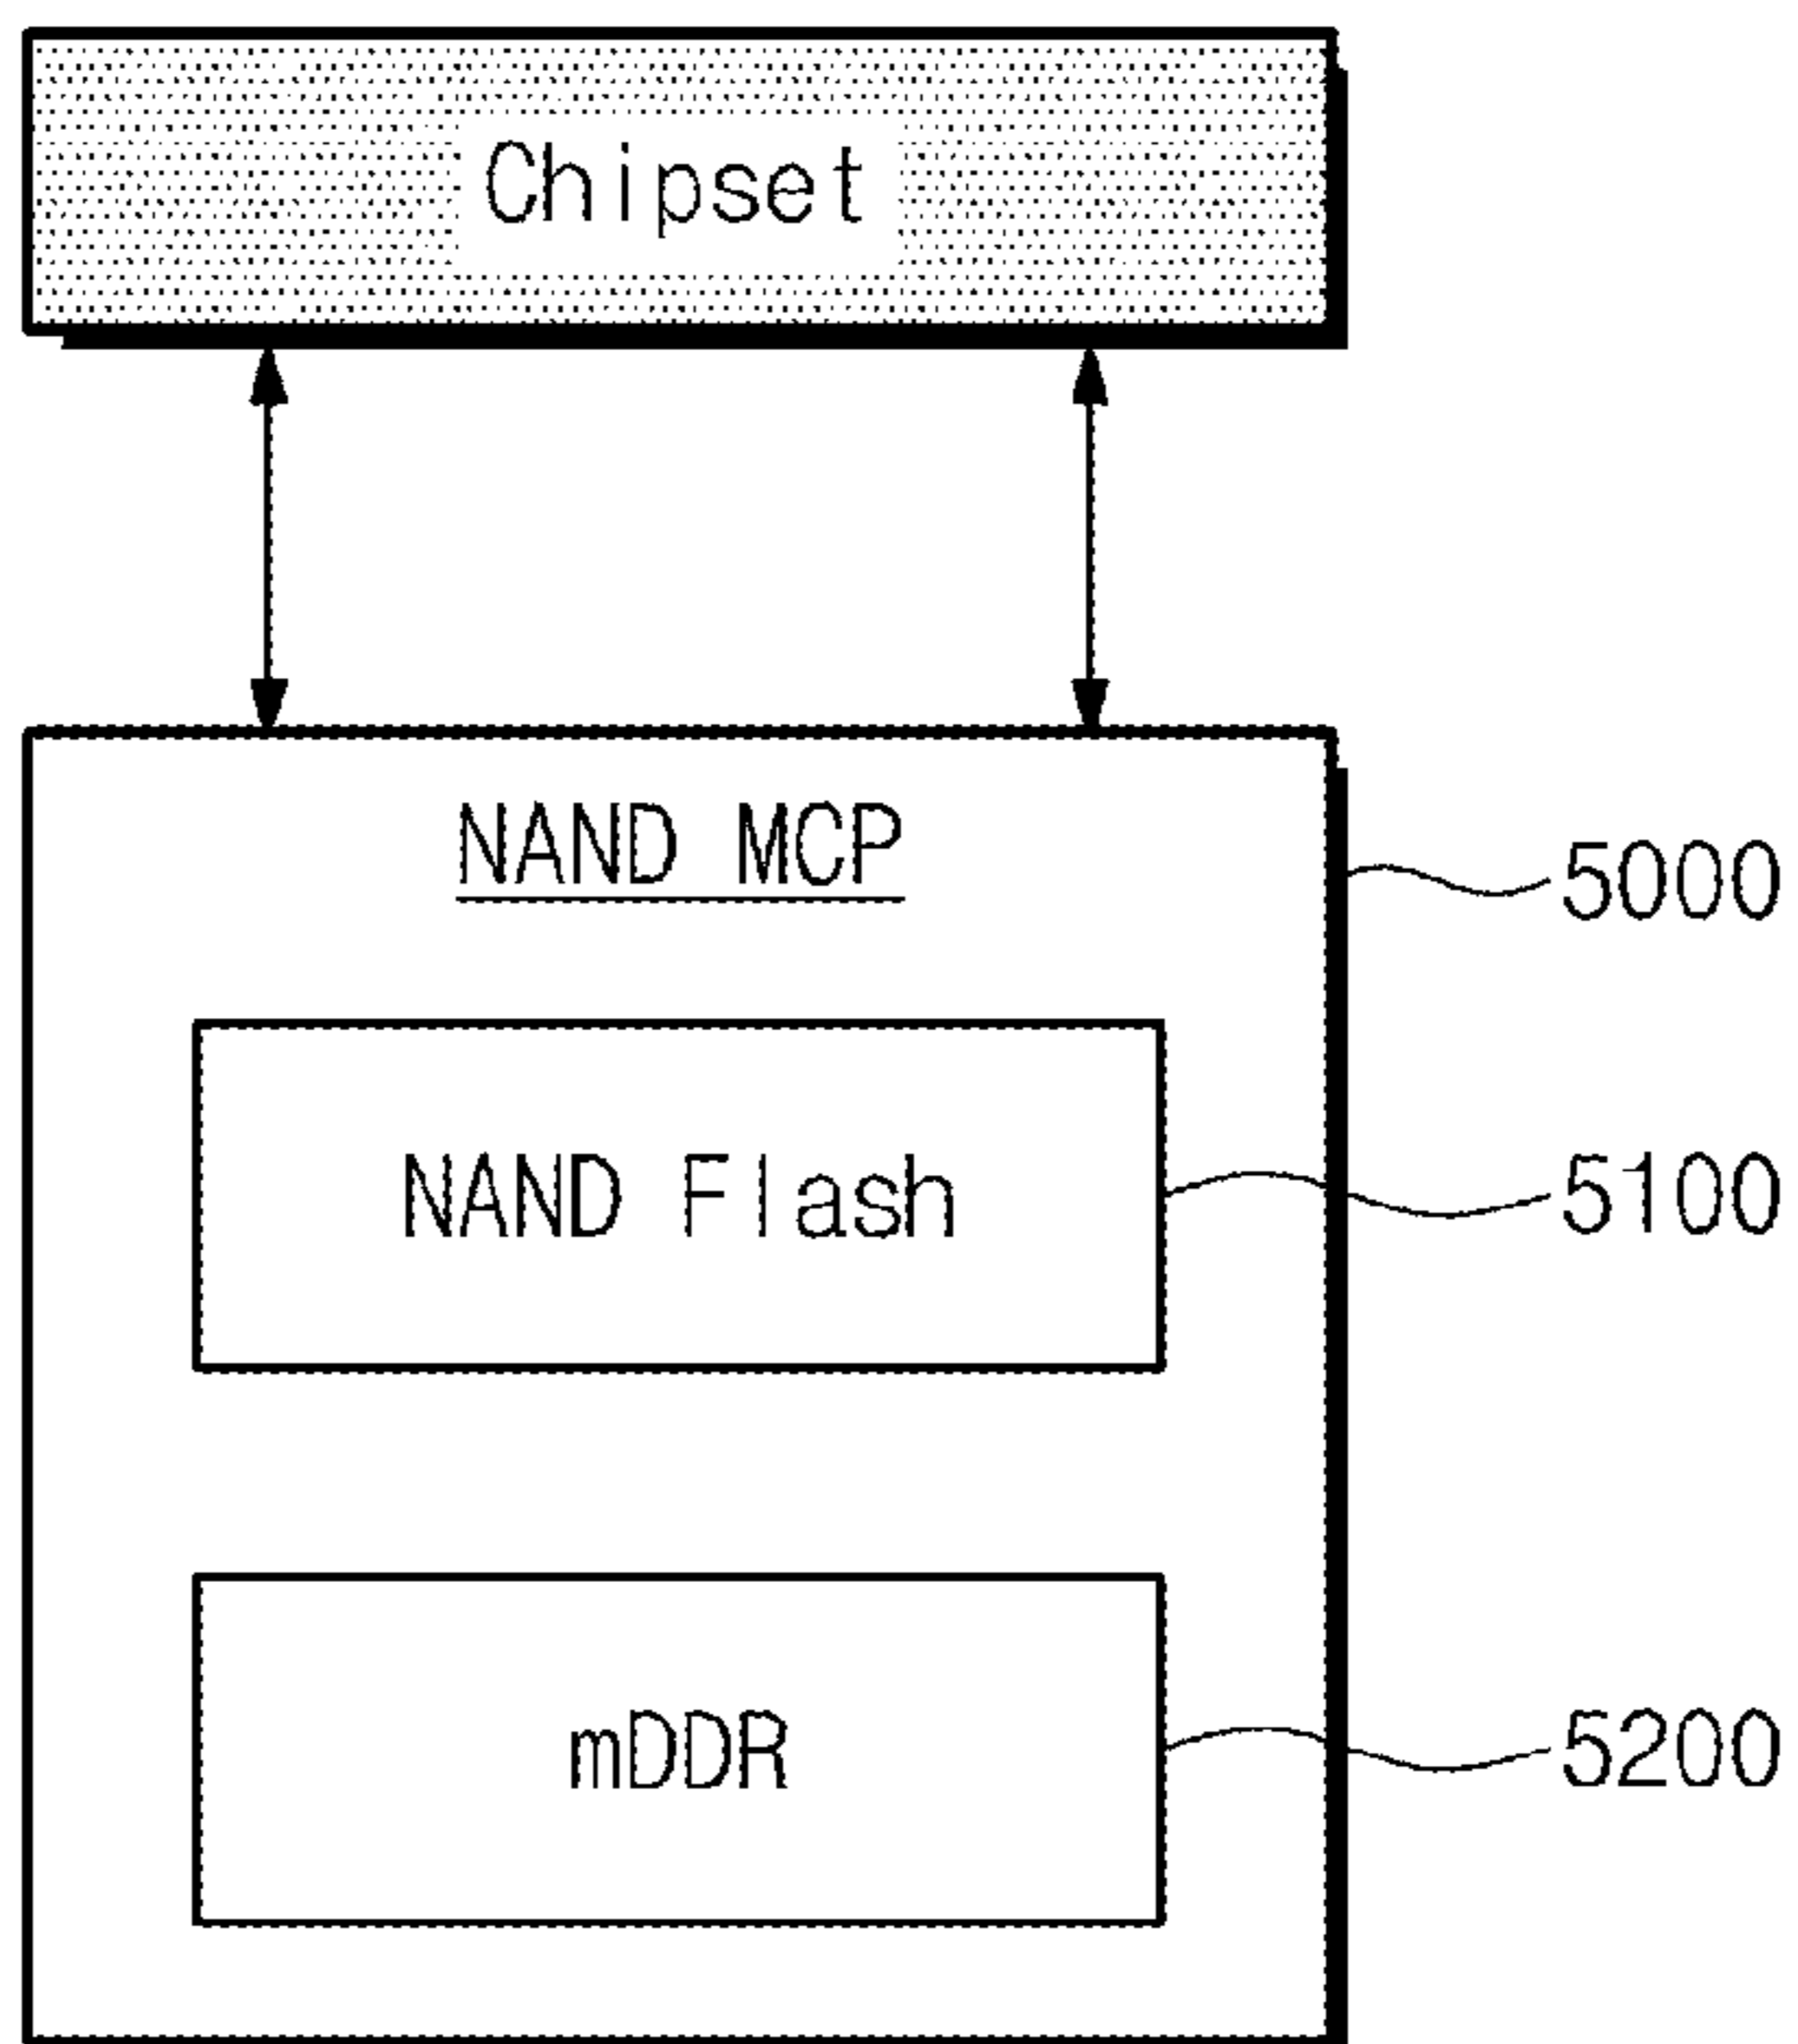 Chipset
NAND MCP
5000
NAND Flash
5100
mDDR
5200